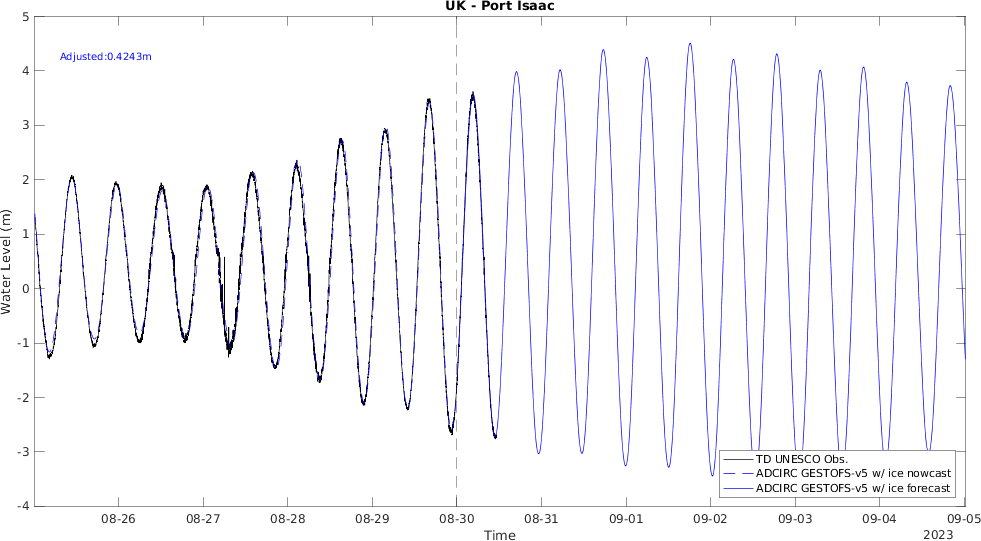 UK - Port Isaac
Adjusted:0.4243m
Water Level (m)
5
4
3
2
1
0
-1
-2
-3
-4
TD UNESCO Obs.
ADCIRC GESTOFS-v5 w/ ice nowcast
ADCIRC GESTOFS-v5 w/ ice forecast
08-26 08-27 08-28 08-29 08-30 08-31 09-01 09-02 09-03 09-04 09-05
Time
2023